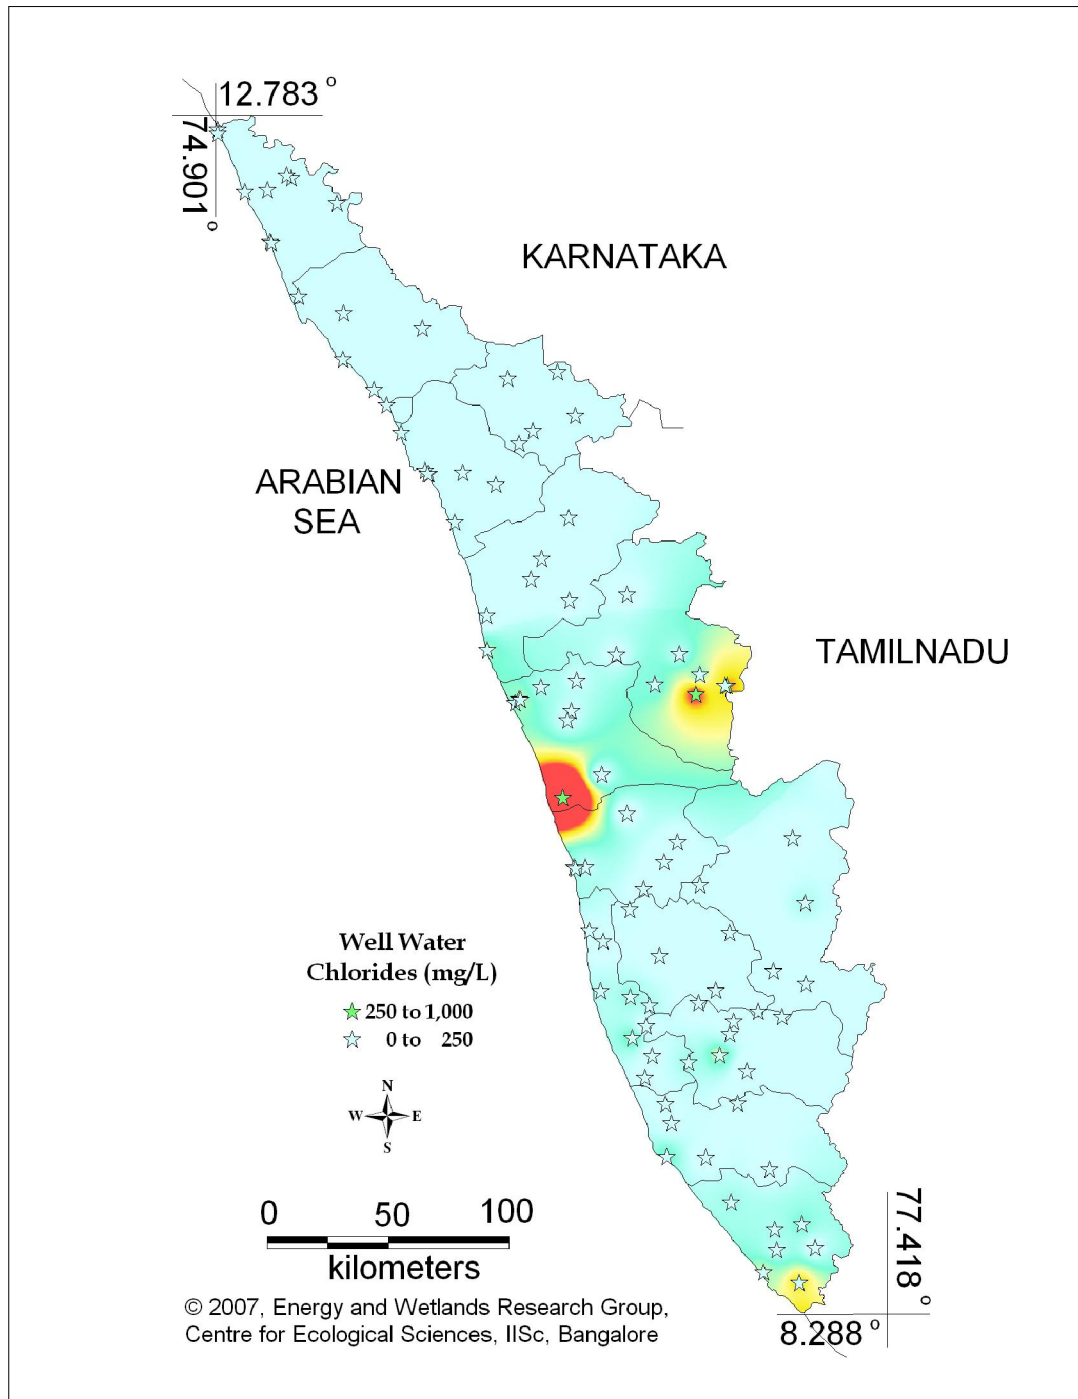 12.783 °
74.901 °
KARNATAKA
ARABIAN
SEA
TAMILNADU
Well Water
Chlorides (mg/L)
250 to 1,000
0 to 250
N
W E
S
0 50 100
kilometers
77.418 °
8.288 °
© 2007, Energy and Wetlands Research Group,
Centre for Ecological Sciences, IISc, Bangalore